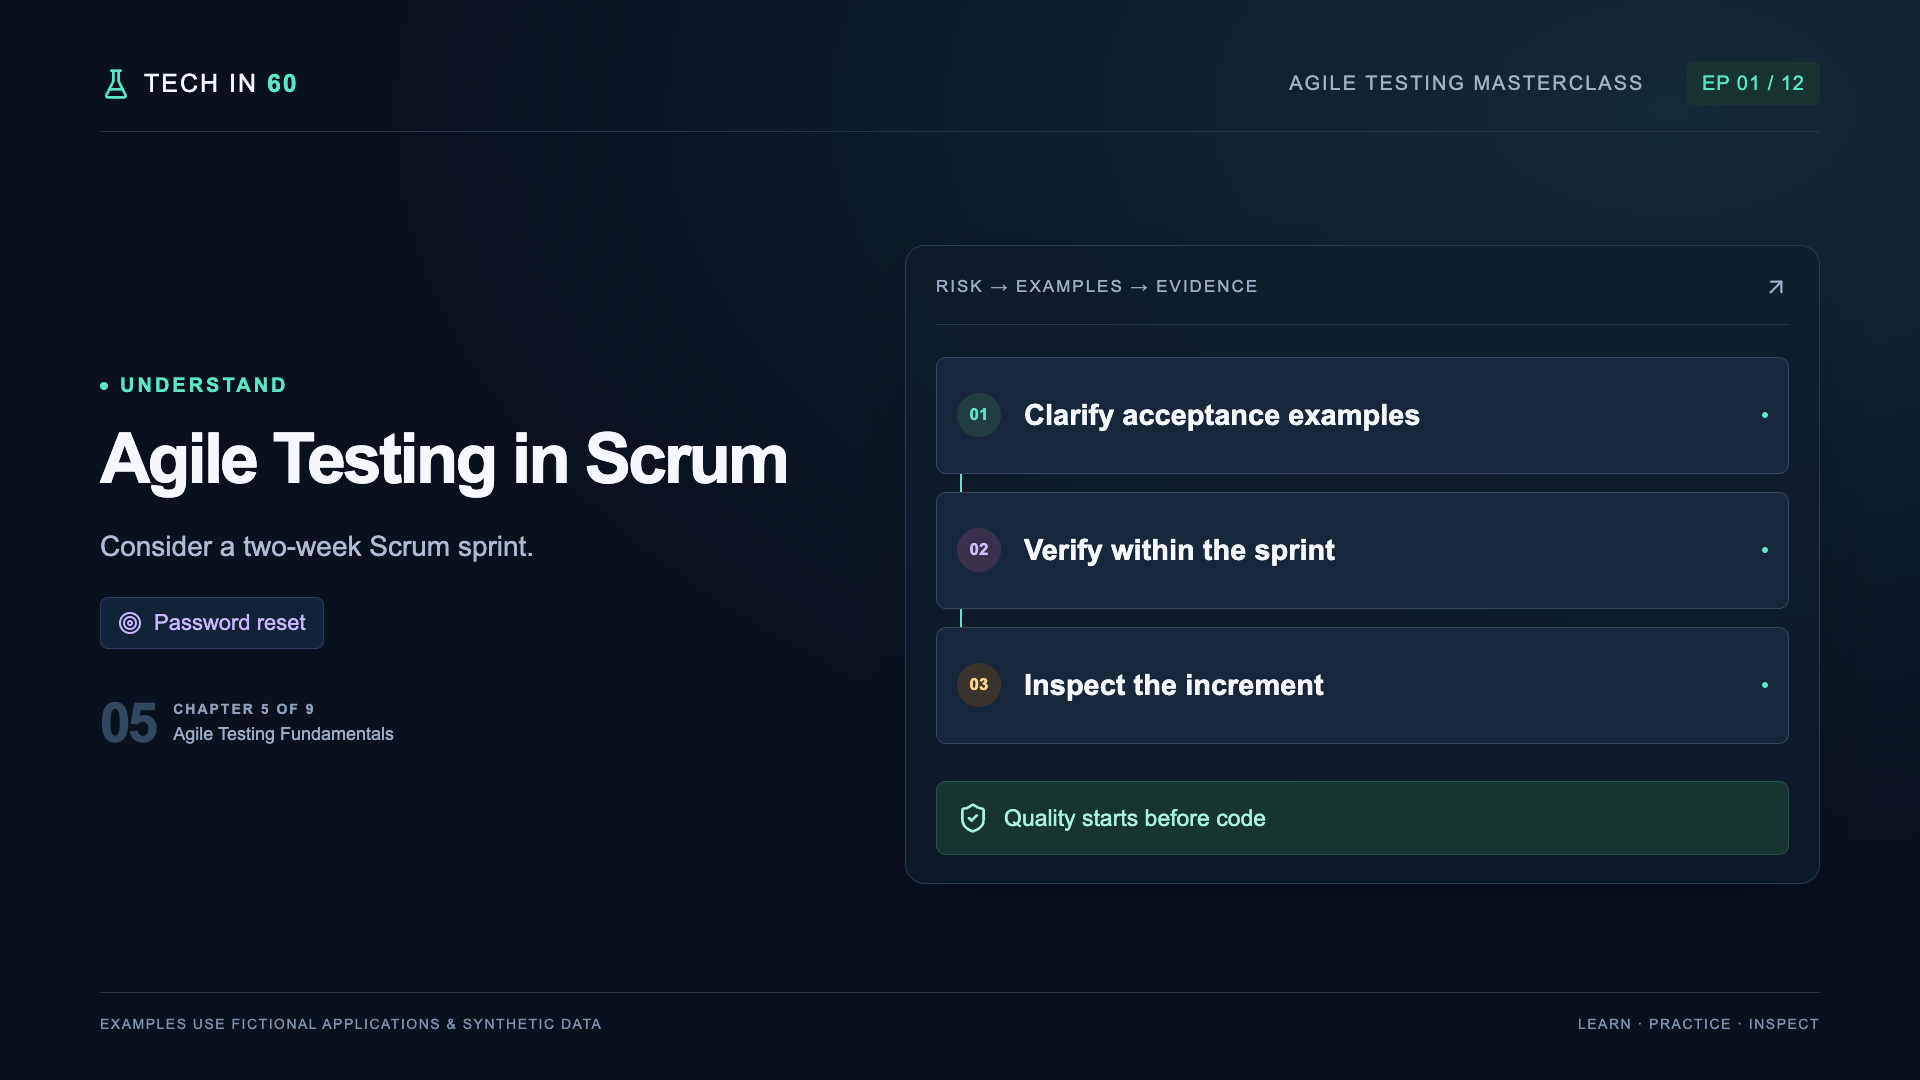 TECH IN 60
AGILE TESTING MASTERCLASS
EP 01 / 12
UNDERSTAND
Agile Testing in Scrum
Consider a two-week Scrum sprint.
Password reset
05
CHAPTER 5 OF 9
Agile Testing Fundamentals
RISK → EXAMPLES → EVIDENCE
01 Clarify acceptance examples
02 Verify within the sprint
03 Inspect the increment
Quality starts before code
EXAMPLES USE FICTIONAL APPLICATIONS & SYNTHETIC DATA
LEARN · PRACTICE · INSPECT